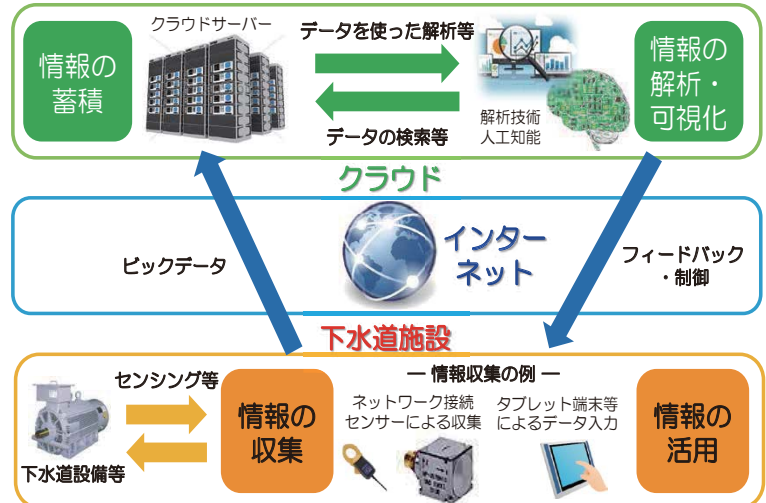 情報の
蓄積
クラウドサーバー
データを使った解析等
データの検索等
解析技術
人工知能
情報の
解析・
可視化
クラウド
ビックデータ
インター
ネット
フィードバック
・制御
下水道施設
センシング等
下水道設備等
情報の
収集
― 情報収集の例 ―
ネットワーク接続
センサーによる収集
タブレット端末等
によるデータ入力
情報の
活用